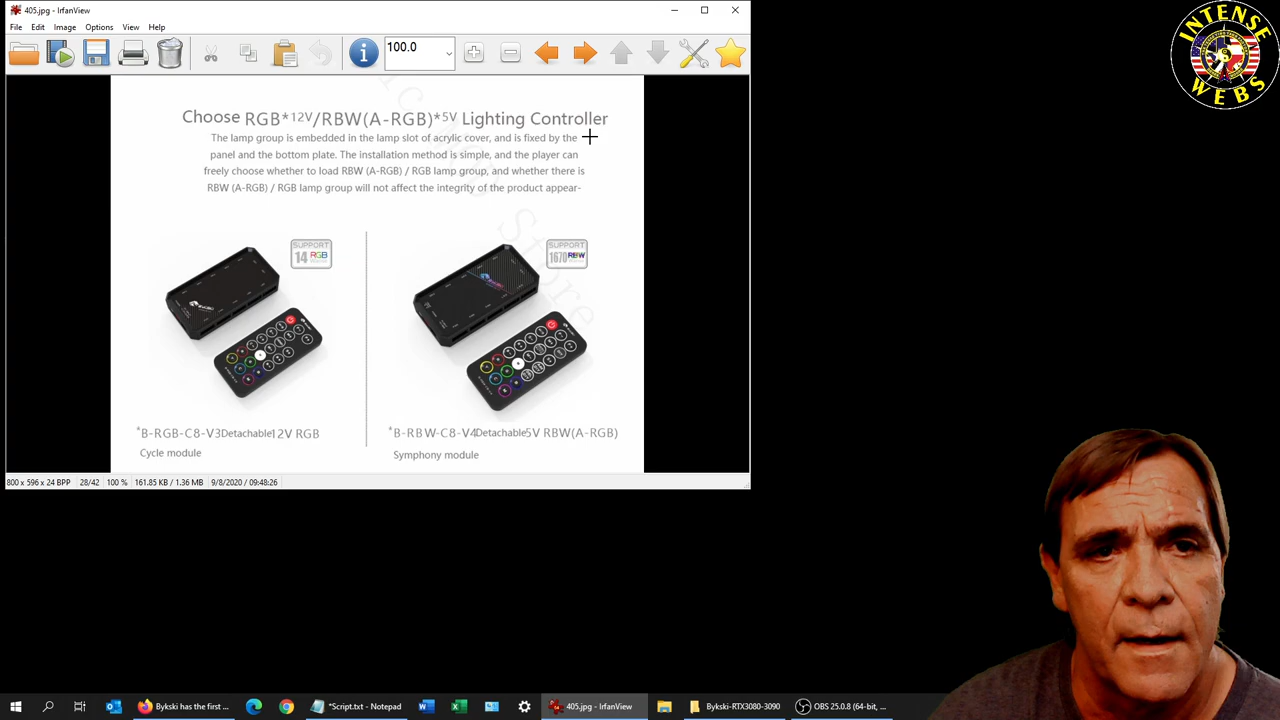 405.jpg - IrfanView
File Edit Image Options View Help
100.0
INTENSE
WEBS
Choose RGB*12V/RBW(A-RGB)*5V Lighting Controller
The lamp group is embedded in the lamp slot of acrylic cover, and is fixed by the
panel and the bottom plate. The installation method is simple, and the player can
freely choose whether to load RBW (A-RGB) / RGB lamp group, and whether there is
RBW (A-RGB) / RGB lamp group will not affect the integrity of the product appear-
Store
SUPPORT
14 RGB
SUPPORT
1670 RBW
*B-RGB-C8-V3Detachable12V RGB
Cycle module
*B-RBW-C8-V4Detachable5V RBW(A-RGB)
Symphony module
800 x 596 x 24 BPP 28/42 100 % 161.85 KB / 1.36 MB 9/8/2020 / 09:48:26
Bykski has the first ... *Script.txt - Notepad 405.jpg - IrfanView Bykski-RTX3080-3090 OBS 25.0.8 (64-bit, ...